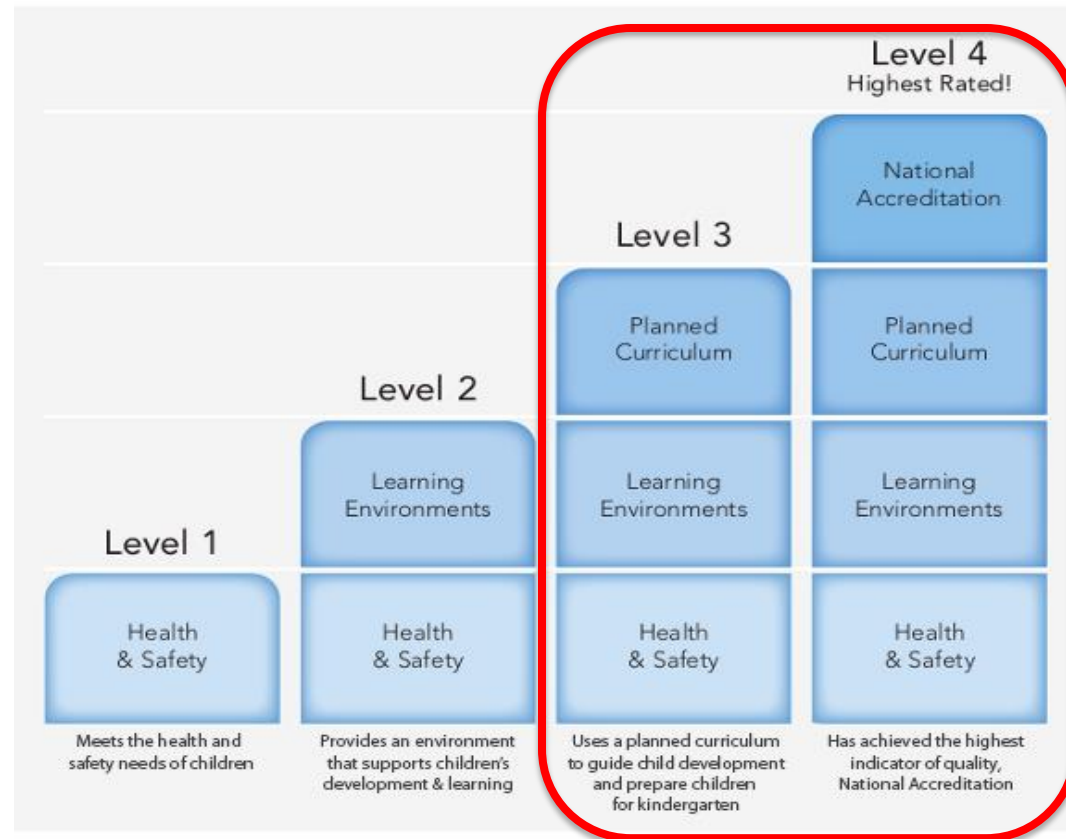 Level 4
Highest Rated!
National
Accreditation
Level 3
Planned
Curriculum
Planned
Curriculum
Level 2
Learning
Environments
Learning
Environments
Learning
Environments
Level 1
Health
& Safety
Health
& Safety
Health
& Safety
Health
& Safety
Meets the health and
safety needs of children
Provides an environment
that supports children's
development & learning
Uses a planned curriculum
to guide child development
and prepare children
for kindergarten
Has achieved the highest
indicator of quality,
National Accreditation